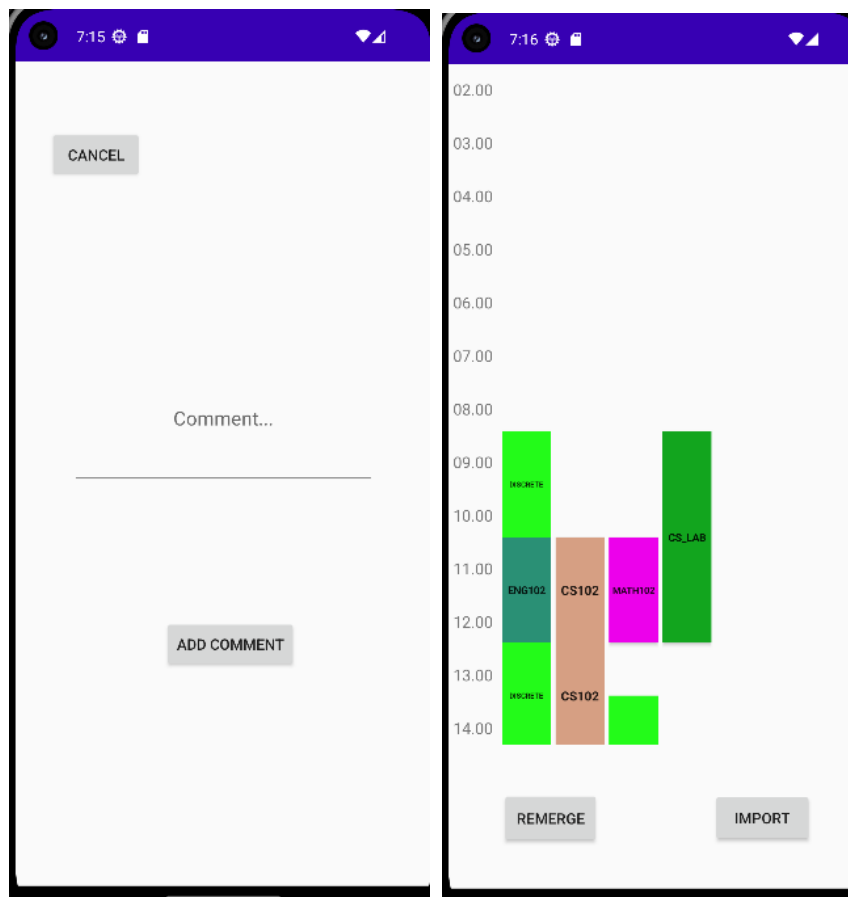 7:15
CANCEL
Comment...
ADD COMMENT
7:16
02.00
03.00
04.00
05.00
06.00
07.00
08.00
09.00
DISCRETE
10.00
CS_LAB
11.00
ENG102 CS102 MATH102
12.00
13.00
DISCRETE CS102
14.00
REMERGE IMPORT